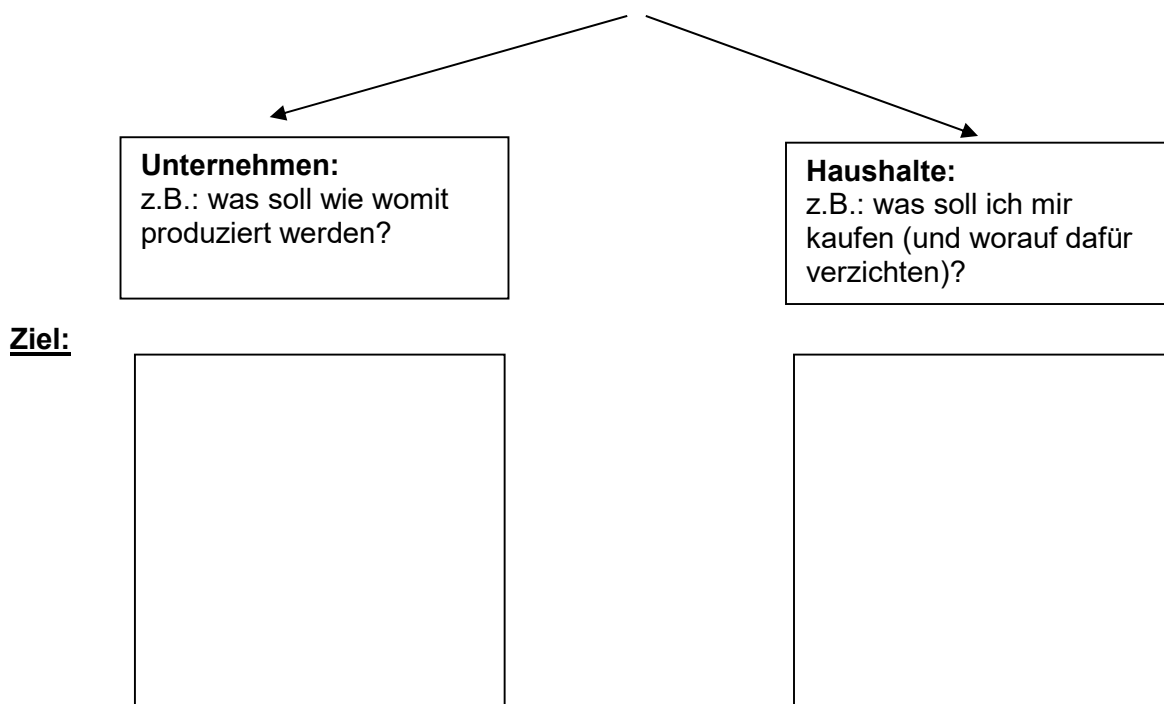 Unternehmen:
z.B.: was soll wie womit
produziert werden?
Haushalte:
z.B.: was soll ich mir
kaufen (und worauf dafür
verzichten)?
Ziel: